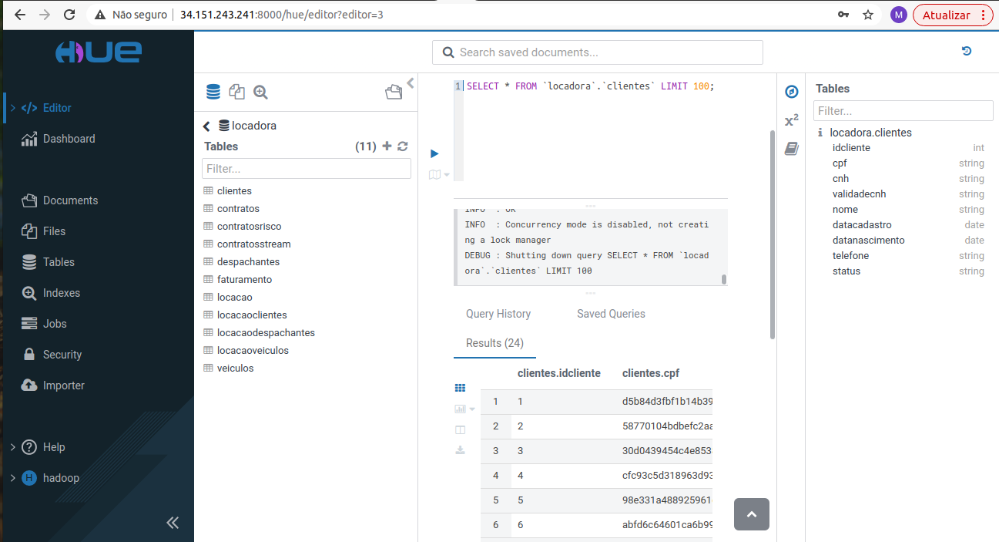 Não seguro
34.151.243.241:8000/hue/editor?editor=3
M
Atualizar
HUE
Editor
Dashboard
Documents
Files
Tables
Indexes
Jobs
Security
Importer
Help
H hadoop
Search saved documents...
locadora
Tables (11)
Filter...
clientes
contratos
contratosrisco
contratosstream
despachantes
faturamento
locacao
locacaoclientes
locacaodespachantes
locacaoveiculos
veiculos
1 SELECT * FROM `locadora`.`clientes` LIMIT 100;
INFO : OK
INFO : Concurrency mode is disabled, not creati
ng a lock manager
DEBUG : Shutting down query SELECT * FROM `locad
ora`.`clientes` LIMIT 100
Query History Saved Queries
Results (24)
clientes.idcliente clientes.cpf
1 1 d5b84d3fbf1b14b39
2 2 58770104bdbefc2aa
3 3 30d0439454c4e853
4 4 cfc93c5d318963d93
5 5 98e331a488925961
6 6 abfd6c64601ca6b99
x²
Tables
Filter...
locadora.clientes
idcliente int
cpf string
cnh string
validadecnh string
nome string
datacadastro date
datanascimento date
telefone string
status string